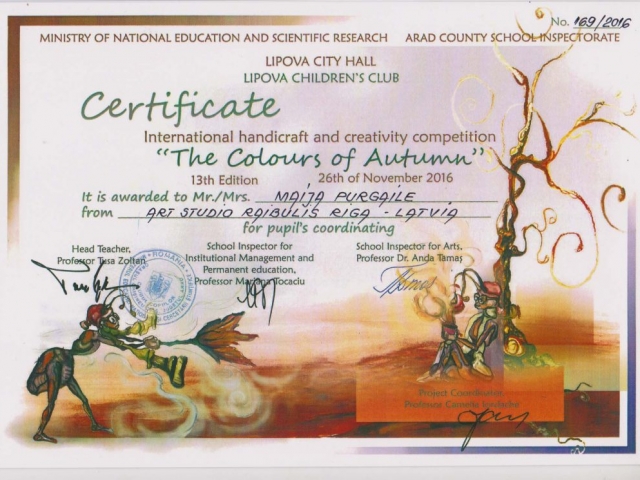 No. 169/2016
MINISTRY OF NATIONAL EDUCATION AND SCIENTIFIC RESEARCH ARAD COUNTY SCHOOL INSPECTORATE
LIPOVA CITY HALL
LIPOVA CHILDREN'S CLUB
Certificate
International handicraft and creativity competition
"The Colours of Autumn"
13th Edition 26th of November 2016
It is awarded to Mr./Mrs. MAIJA PURGAILE
from ART STUDIO RAIBULIS RIGA - LATVIA
for pupil's coordinating
Head Teacher,
Professor Tusa Zoltan
School Inspector for
Institutional Management and
Permanent education,
Professor Mariana Tocaciu
School Inspector for Arts,
Professor Dr. Anda Tamaș
ROMANIA
Project Coordinator
Professor Camelia